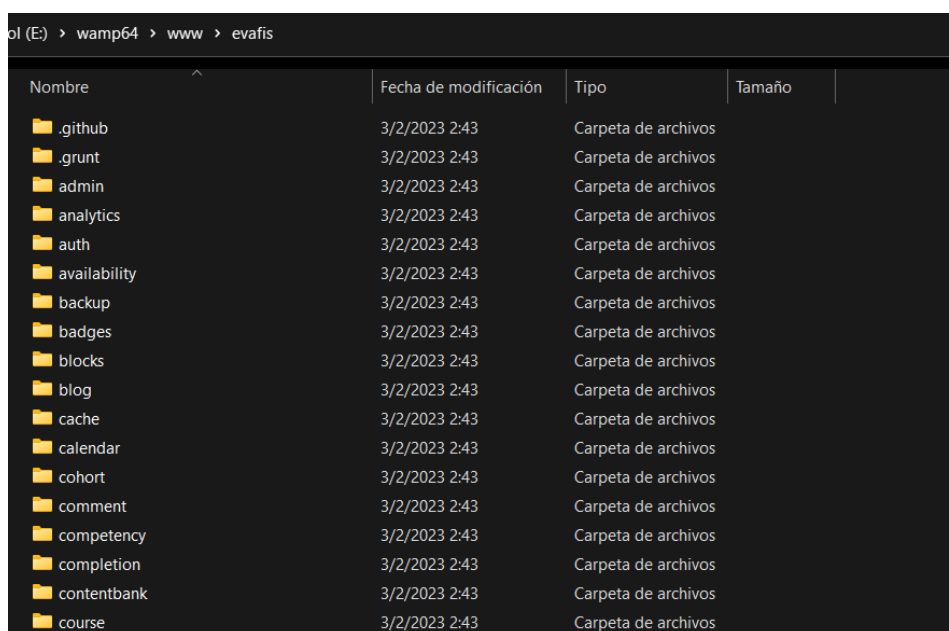 ol (E:) > wamp64 > www > evafis
Nombre Fecha de modificación Tipo Tamaño
.github 3/2/2023 2:43 Carpeta de archivos
.grunt 3/2/2023 2:43 Carpeta de archivos
admin 3/2/2023 2:43 Carpeta de archivos
analytics 3/2/2023 2:43 Carpeta de archivos
auth 3/2/2023 2:43 Carpeta de archivos
availability 3/2/2023 2:43 Carpeta de archivos
backup 3/2/2023 2:43 Carpeta de archivos
badges 3/2/2023 2:43 Carpeta de archivos
blocks 3/2/2023 2:43 Carpeta de archivos
blog 3/2/2023 2:43 Carpeta de archivos
cache 3/2/2023 2:43 Carpeta de archivos
calendar 3/2/2023 2:43 Carpeta de archivos
cohort 3/2/2023 2:43 Carpeta de archivos
comment 3/2/2023 2:43 Carpeta de archivos
competency 3/2/2023 2:43 Carpeta de archivos
completion 3/2/2023 2:43 Carpeta de archivos
contentbank 3/2/2023 2:43 Carpeta de archivos
course 3/2/2023 2:43 Carpeta de archivos